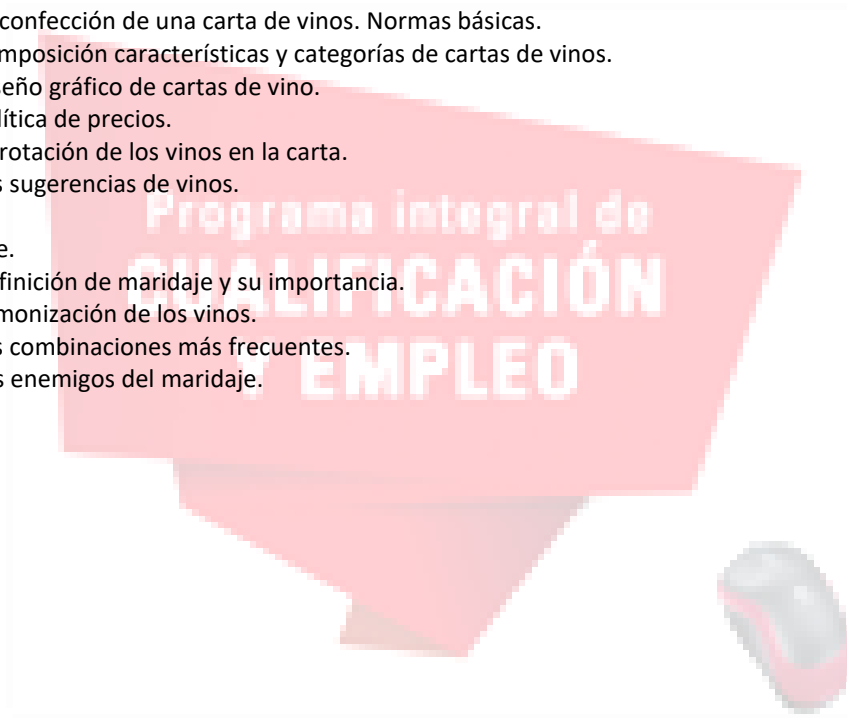 confección de una carta de vinos. Normas básicas.
mposición características y categorías de cartas de vinos.
seño gráfico de cartas de vino.
lítica de precios.
rotación de los vinos en la carta.
s sugerencias de vinos.
Programa integral de
e.
CUALIFICACIÓN
finición de maridaje y su importancia.
monización de los vinos.
s combinaciones más frecuentes.
Y EMPLEO
s enemigos del maridaje.